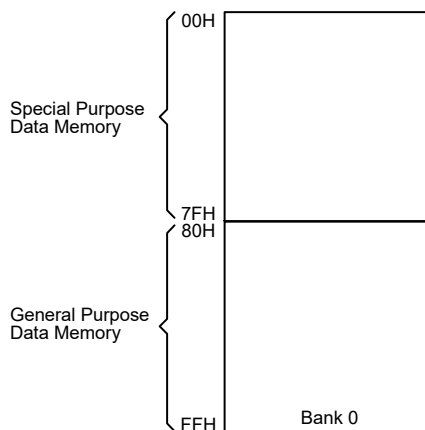 00H
Special Purpose
Data Memory
7FH
80H
General Purpose
Data Memory
FFH
Bank 0